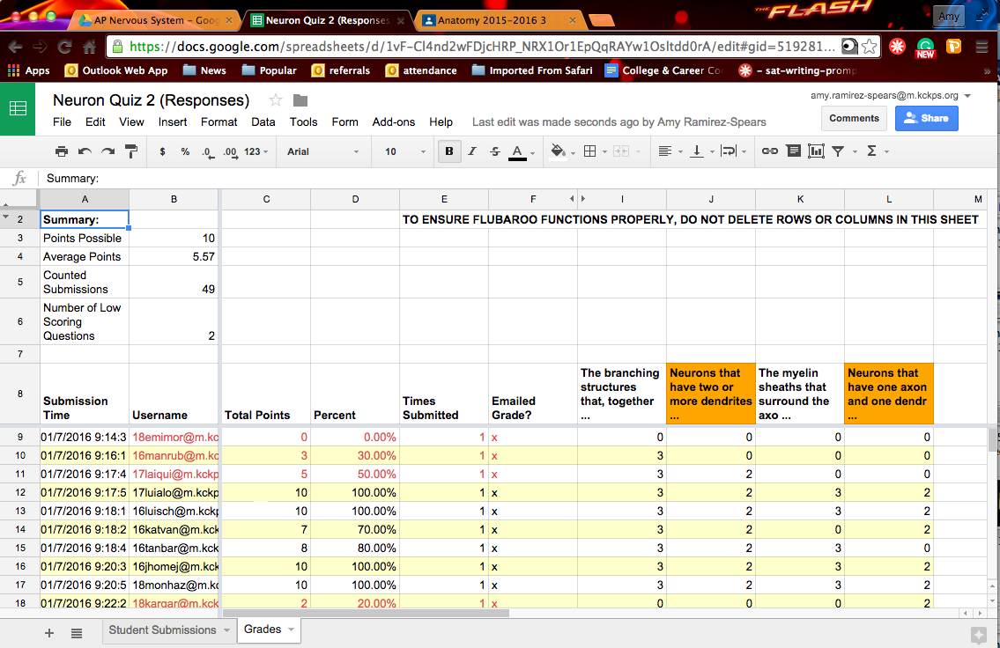 THE FLASH
AP Nervous System – Goog
Neuron Quiz 2 (Responses
Anatomy 2015–2016 3
Amy
https://docs.google.com/spreadsheets/d/1vF-Cl4nd2wFDjcHRP_NRX1Or1EpQqRAYw1Osltdd0rA/edit#gid=519281...
NEW
Apps Outlook Web App News Popular referrals attendance Imported From Safari College & Career Co – sat-writing-promp »
Neuron Quiz 2 (Responses)
amy.ramirez-spears@m.kckps.org
File Edit View Insert Format Data Tools Form Add-ons Help Last edit was made seconds ago by Amy Ramirez-Spears
Comments Share
$ % .0 .00 123 Arial 10 B I S A Σ
fx Summary:
A B C D E F I J K L M
2 Summary: TO ENSURE FLUBAROO FUNCTIONS PROPERLY, DO NOT DELETE ROWS OR COLUMNS IN THIS SHEET
3 Points Possible 10
4 Average Points 5.57
5 Counted Submissions 49
6 Number of Low Scoring Questions 2
7
8 Submission Time Username Total Points Percent Times Submitted Emailed Grade? The branching structures that, together ... Neurons that have two or more dendrites ... The myelin sheaths that surround the axo ... Neurons that have one axon and one dendr ...
9 01/7/2016 9:14:3 18emimor@m.kc 0 0.00% 1 x 0 0 0 0
10 01/7/2016 9:16:1 16manrub@m.kc 3 30.00% 1 x 3 0 0 0
11 01/7/2016 9:17:4 17laiqui@m.kckp 5 50.00% 1 x 3 2 0 0
12 01/7/2016 9:17:5 17luialo@m.kckp 10 100.00% 1 x 3 2 3 2
13 01/7/2016 9:18:1 16luisch@m.kckp 10 100.00% 1 x 3 2 3 2
14 01/7/2016 9:18:2 16katvan@m.kck 7 70.00% 1 x 3 2 0 2
15 01/7/2016 9:18:4 16tanbar@m.kck 8 80.00% 1 x 3 2 3 0
16 01/7/2016 9:20:3 16jhomej@m.kck 10 100.00% 1 x 3 2 3 2
17 01/7/2016 9:20:5 18monhaz@m.kc 10 100.00% 1 x 3 2 3 2
18 01/7/2016 9:22:2 18kargar@m.kck 2 20.00% 1 x 0 0 0 2
+ Student Submissions Grades